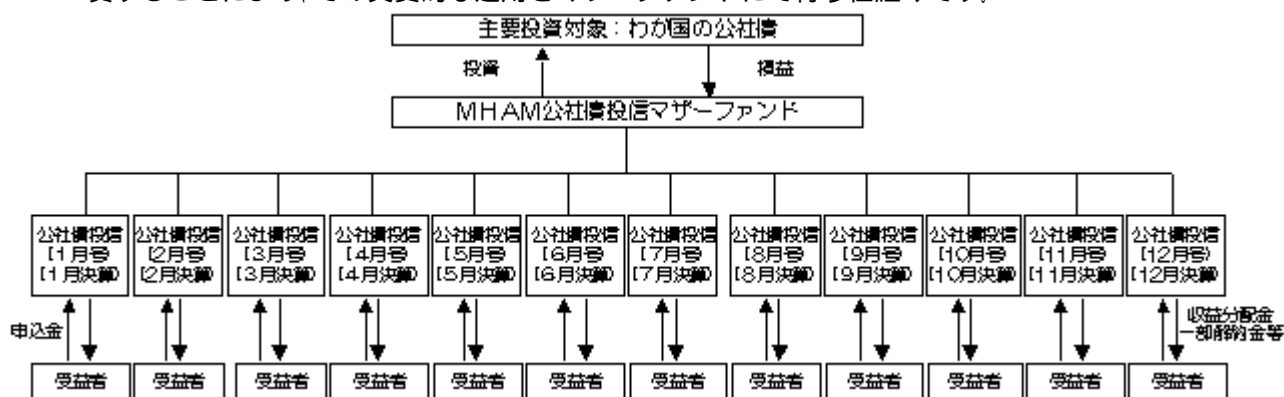 主要投資対象：わが国の公社債
投資
損益
MHAM公社債投信マザーファンド
公社債投信 公社債投信 公社債投信 公社債投信 公社債投信 公社債投信 公社債投信 公社債投信 公社債投信 公社債投信 公社債投信 公社債投信
[1月号 [2月号 [3月号 [4月号 [5月号 [6月号 [7月号 [8月号 [9月号 [10月号 [11月号 [12月号
[1月決算] [2月決算] [3月決算] [4月決算] [5月決算] [6月決算] [7月決算] [8月決算] [9月決算] [10月決算] [11月決算] [12月決算]
申込金
収益分配金
一部解約金等
受益者 受益者 受益者 受益者 受益者 受益者 受益者 受益者 受益者 受益者 受益者 受益者